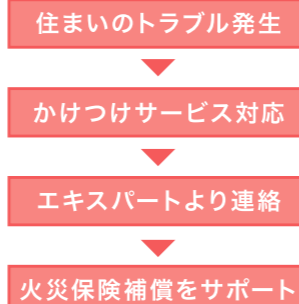 住まいのトラブル発生
かけつけサービス対応
エキスパートより連絡
火災保険補償をサポート